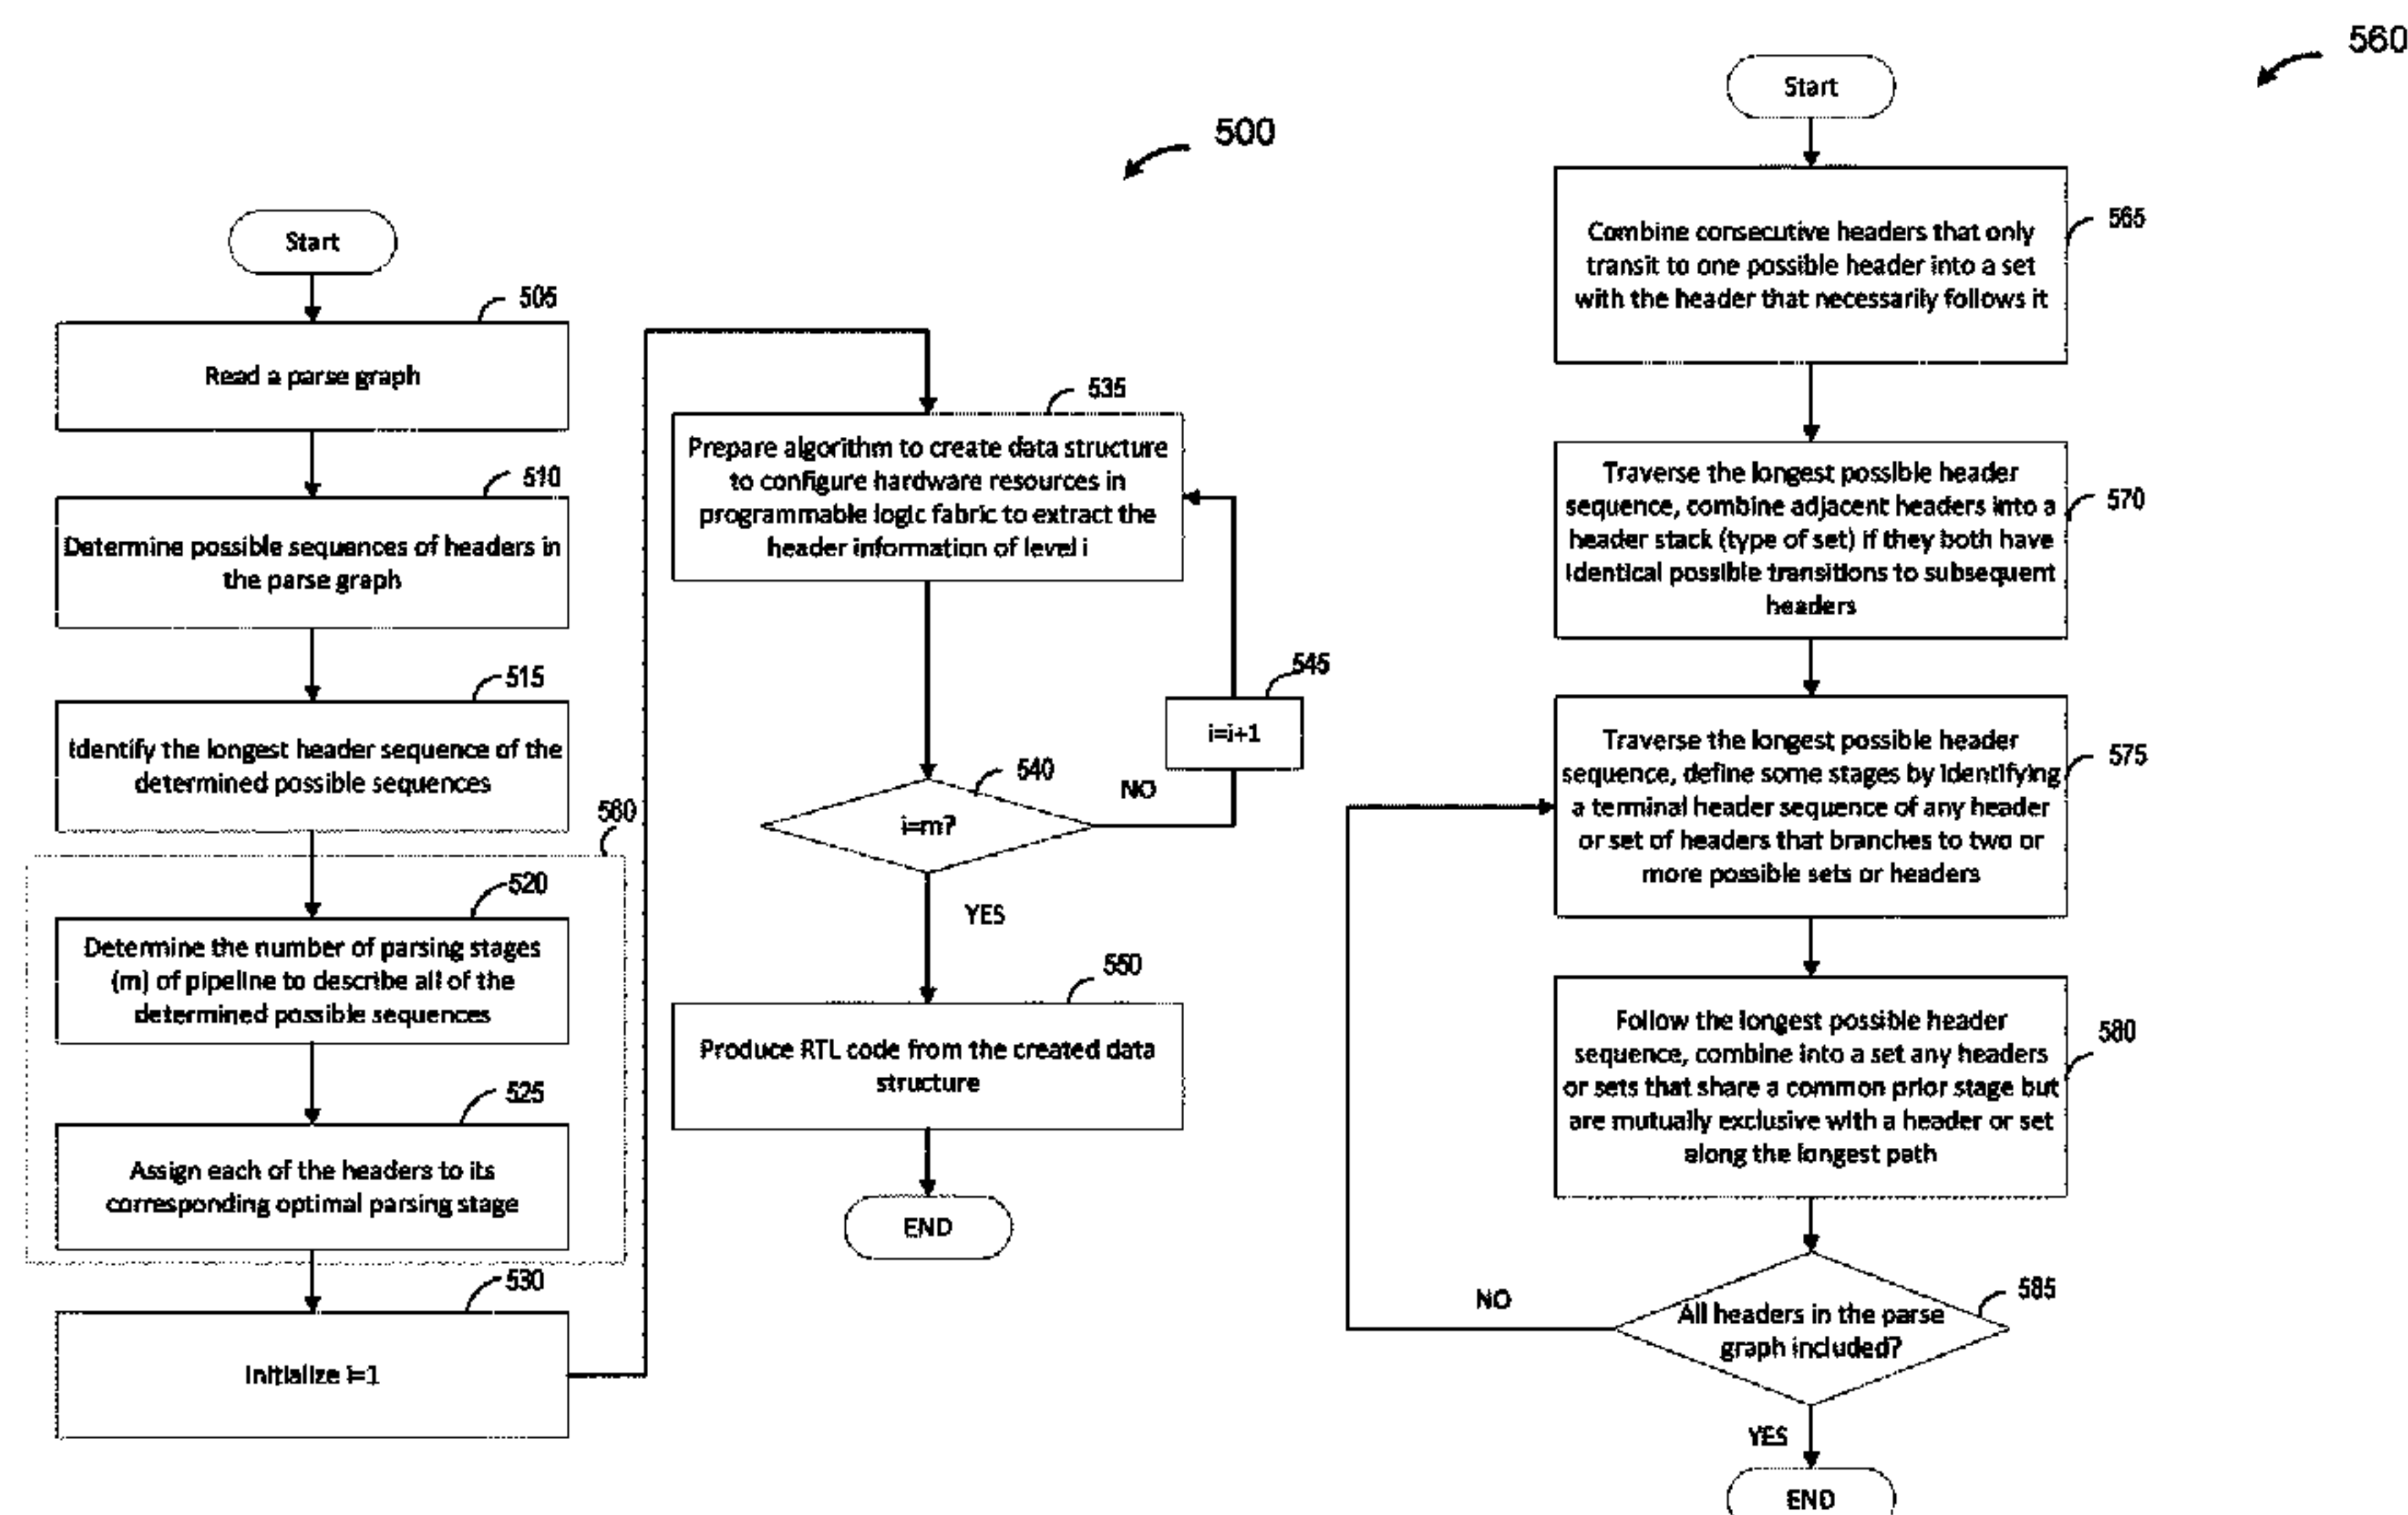 500
Start
505
Read a parse graph
510
Determine possible sequences of headers in
the parse graph
515
Identify the longest header sequence of the
determined possible sequences
560
520
Determine the number of parsing stages
(m) of pipeline to describe all of the
determined possible sequences
525
Assign each of the headers to its
corresponding optimal parsing stage
530
Initialize i=1
535
Prepare algorithm to create data structure
to configure hardware resources in
programmable logic fabric to extract the
header information of level i
545
i=i+1
540
NO
i=m?
YES
550
Produce RTL code from the created data
structure
END
560
Start
565
Combine consecutive headers that only
transit to one possible header into a set
with the header that necessarily follows it
570
Traverse the longest possible header
sequence, combine adjacent headers into a
header stack (type of set) if they both have
identical possible transitions to subsequent
headers
575
Traverse the longest possible header
sequence, define some stages by identifying
a terminal header sequence of any header
or set of headers that branches to two or
more possible sets or headers
580
Follow the longest possible header
sequence, combine into a set any headers
or sets that share a common prior stage but
are mutually exclusive with a header or set
along the longest path
585
NO
All headers in the parse
graph included?
YES
END